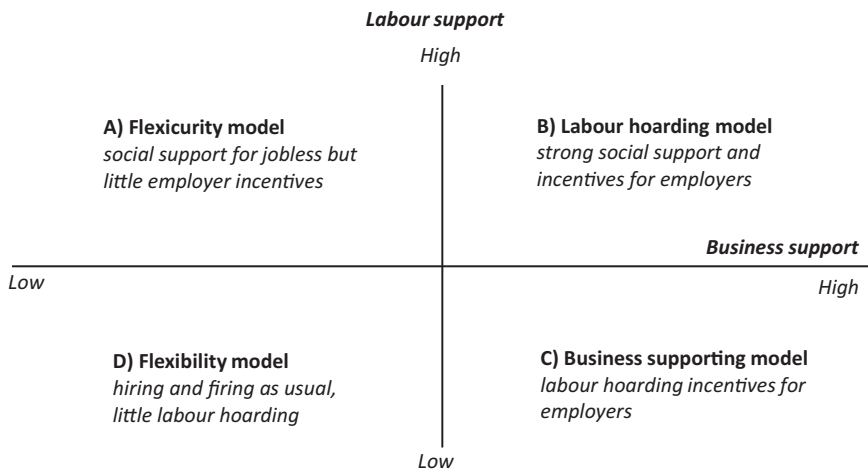 Labour support
High
A) Flexicurity model
social support for jobless but
little employer incentives
B) Labour hoarding model
strong social support and
incentives for employers
Business support
Low
High
D) Flexibility model
hiring and firing as usual,
little labour hoarding
C) Business supporting model
labour hoarding incentives for
employers
Low